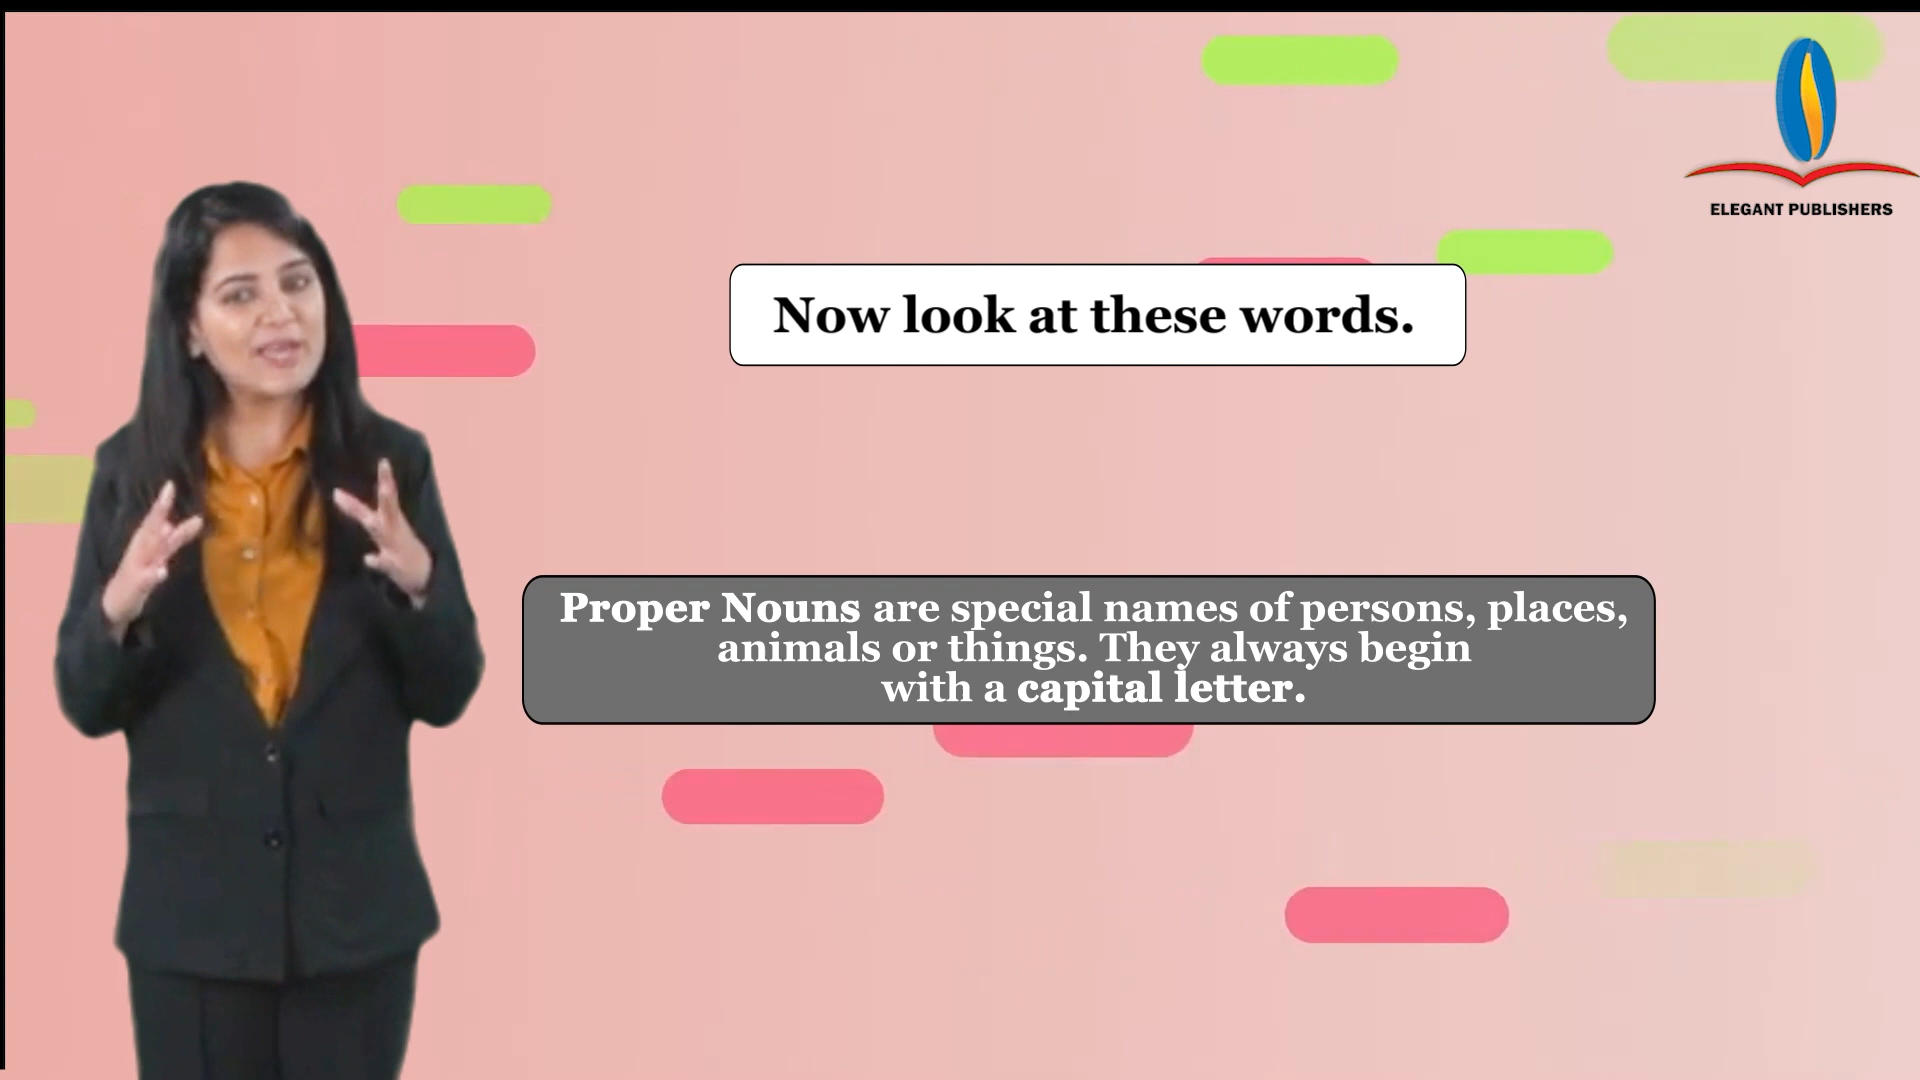 ELEGANT PUBLISHERS
Now look at these words.
Proper Nouns are special names of persons, places,
animals or things. They always begin
with a capital letter.